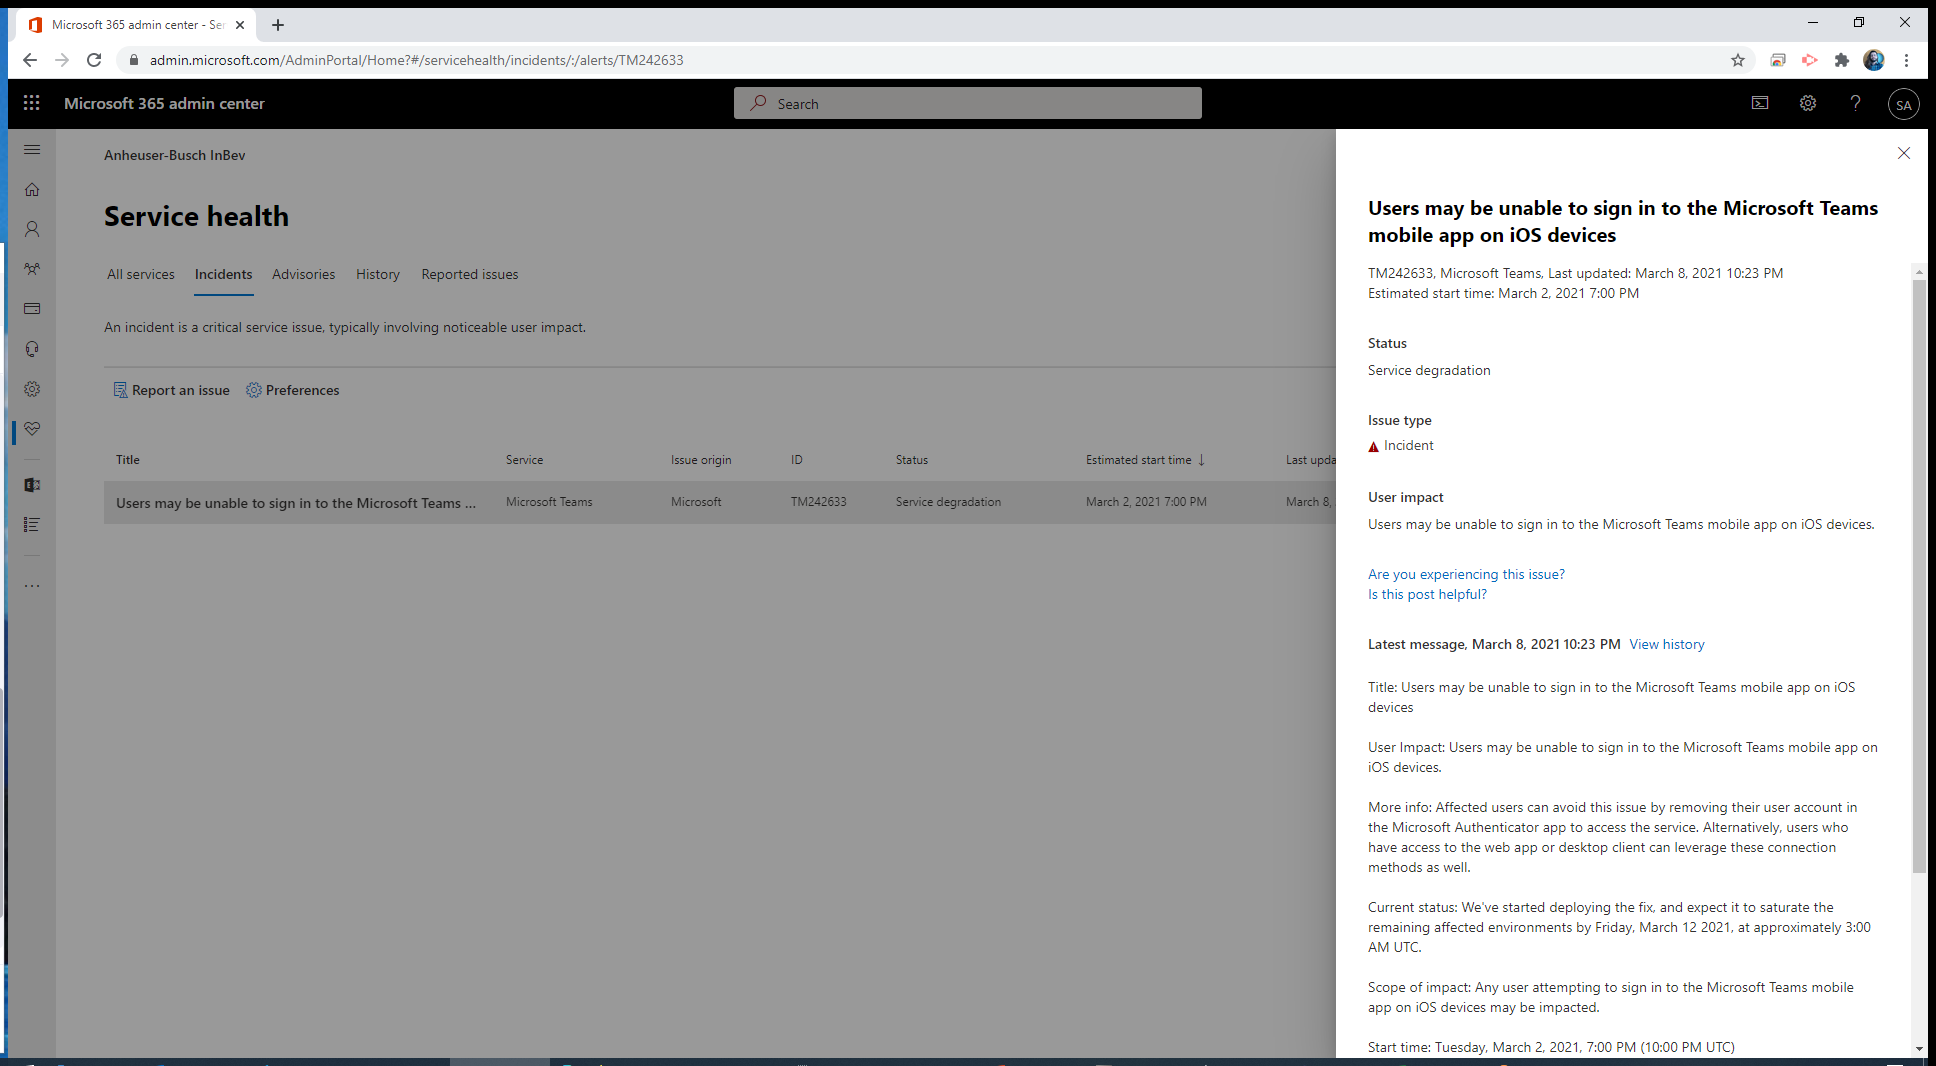 Microsoft 365 admin center - Ser
admin.microsoft.com/AdminPortal/Home?#/servicehealth/incidents/:/alerts/TM242633
Microsoft 365 admin center
Search
SA
Anheuser-Busch InBev
Service health
All services Incidents Advisories History Reported issues
An incident is a critical service issue, typically involving noticeable user impact.
Report an issue Preferences
Title Service Issue origin ID Status Estimated start time ↓ Last upda
Users may be unable to sign in to the Microsoft Teams ... Microsoft Teams Microsoft TM242633 Service degradation March 2, 2021 7:00 PM March 8,
Users may be unable to sign in to the Microsoft Teams
mobile app on iOS devices
TM242633, Microsoft Teams, Last updated: March 8, 2021 10:23 PM
Estimated start time: March 2, 2021 7:00 PM
Status
Service degradation
Issue type
Incident
User impact
Users may be unable to sign in to the Microsoft Teams mobile app on iOS devices.
Are you experiencing this issue?
Is this post helpful?
Latest message, March 8, 2021 10:23 PM View history
Title: Users may be unable to sign in to the Microsoft Teams mobile app on iOS
devices
User Impact: Users may be unable to sign in to the Microsoft Teams mobile app on
iOS devices.
More info: Affected users can avoid this issue by removing their user account in
the Microsoft Authenticator app to access the service. Alternatively, users who
have access to the web app or desktop client can leverage these connection
methods as well.
Current status: We've started deploying the fix, and expect it to saturate the
remaining affected environments by Friday, March 12 2021, at approximately 3:00
AM UTC.
Scope of impact: Any user attempting to sign in to the Microsoft Teams mobile
app on iOS devices may be impacted.
Start time: Tuesday, March 2, 2021, 7:00 PM (10:00 PM UTC)